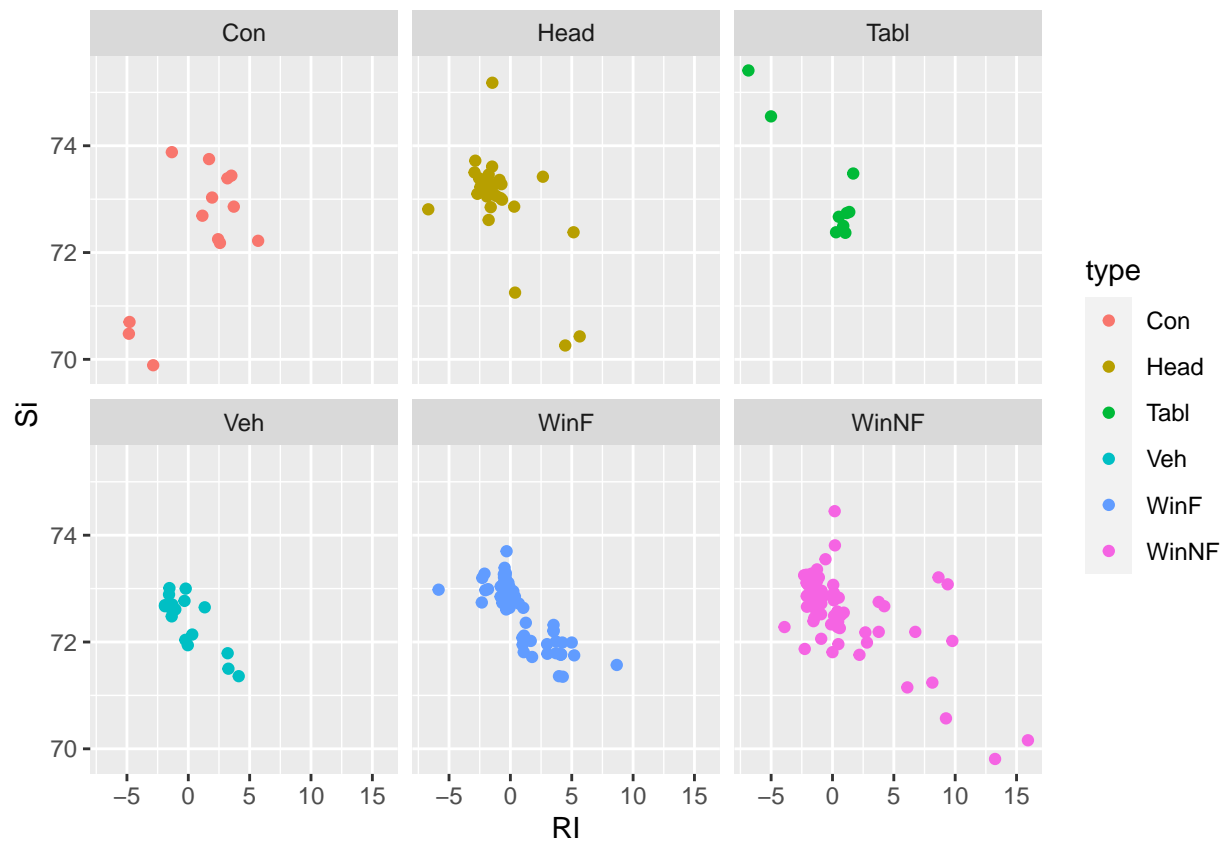 Con Head Tabl
74
72
70
Si
Veh WinF WinNF
74
72
70
−5 0 5 10 15 −5 0 5 10 15 −5 0 5 10 15
RI
type
Con
Head
Tabl
Veh
WinF
WinNF